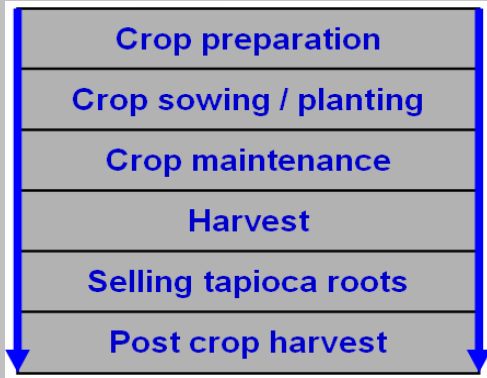 Crop preparation
Crop sowing / planting
Crop maintenance
Harvest
Selling tapioca roots
Post crop harvest